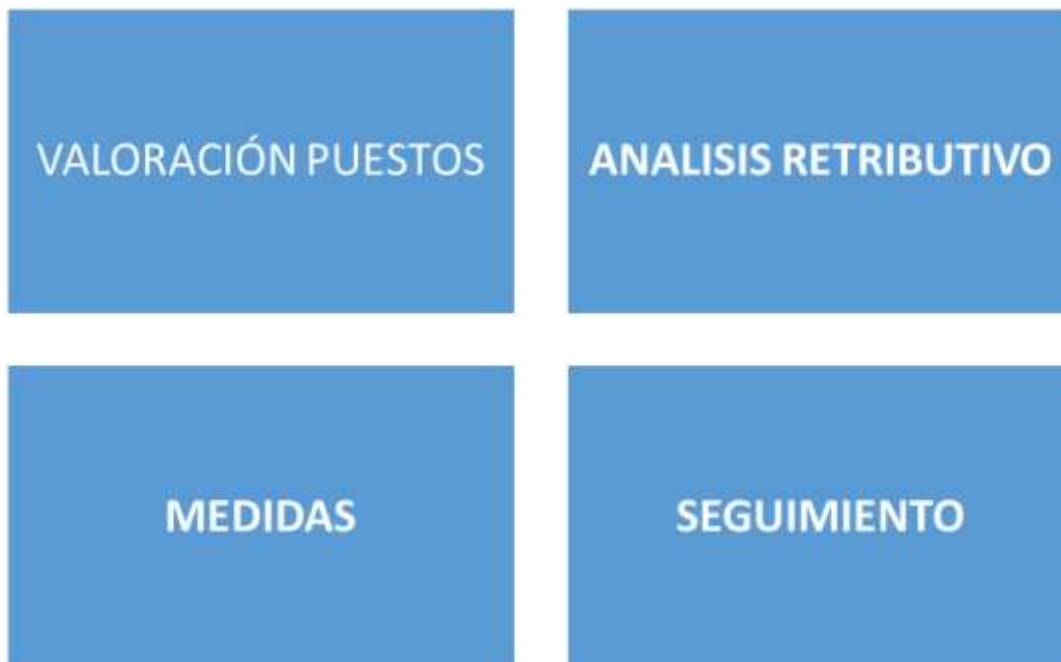 VALORACIÓN PUESTOS
ANALISIS RETRIBUTIVO
MEDIDAS
SEGUIMIENTO